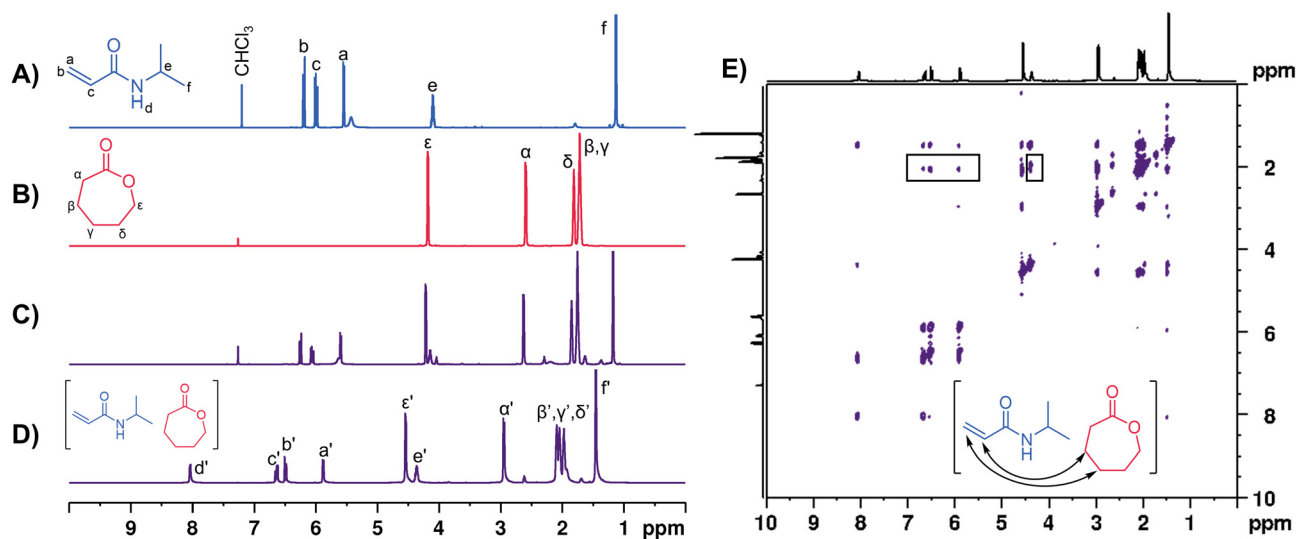 A)
O
a
b
c
N
H
d
e
f
CHCl₃
b
c
a
e
f
B)
O
O
α
β
γ
δ
ε
ε
α
δ
β,γ
C)
D)
O
N
H
O
O
d'
c'
b'
a'
ε'
e'
α'
β’,γ’,δ’
f'
9 8 7 6 5 4 3 2 1 ppm
E)
ppm
2
4
6
8
10
O
N
H
O
O
10 9 8 7 6 5 4 3 2 1 ppm